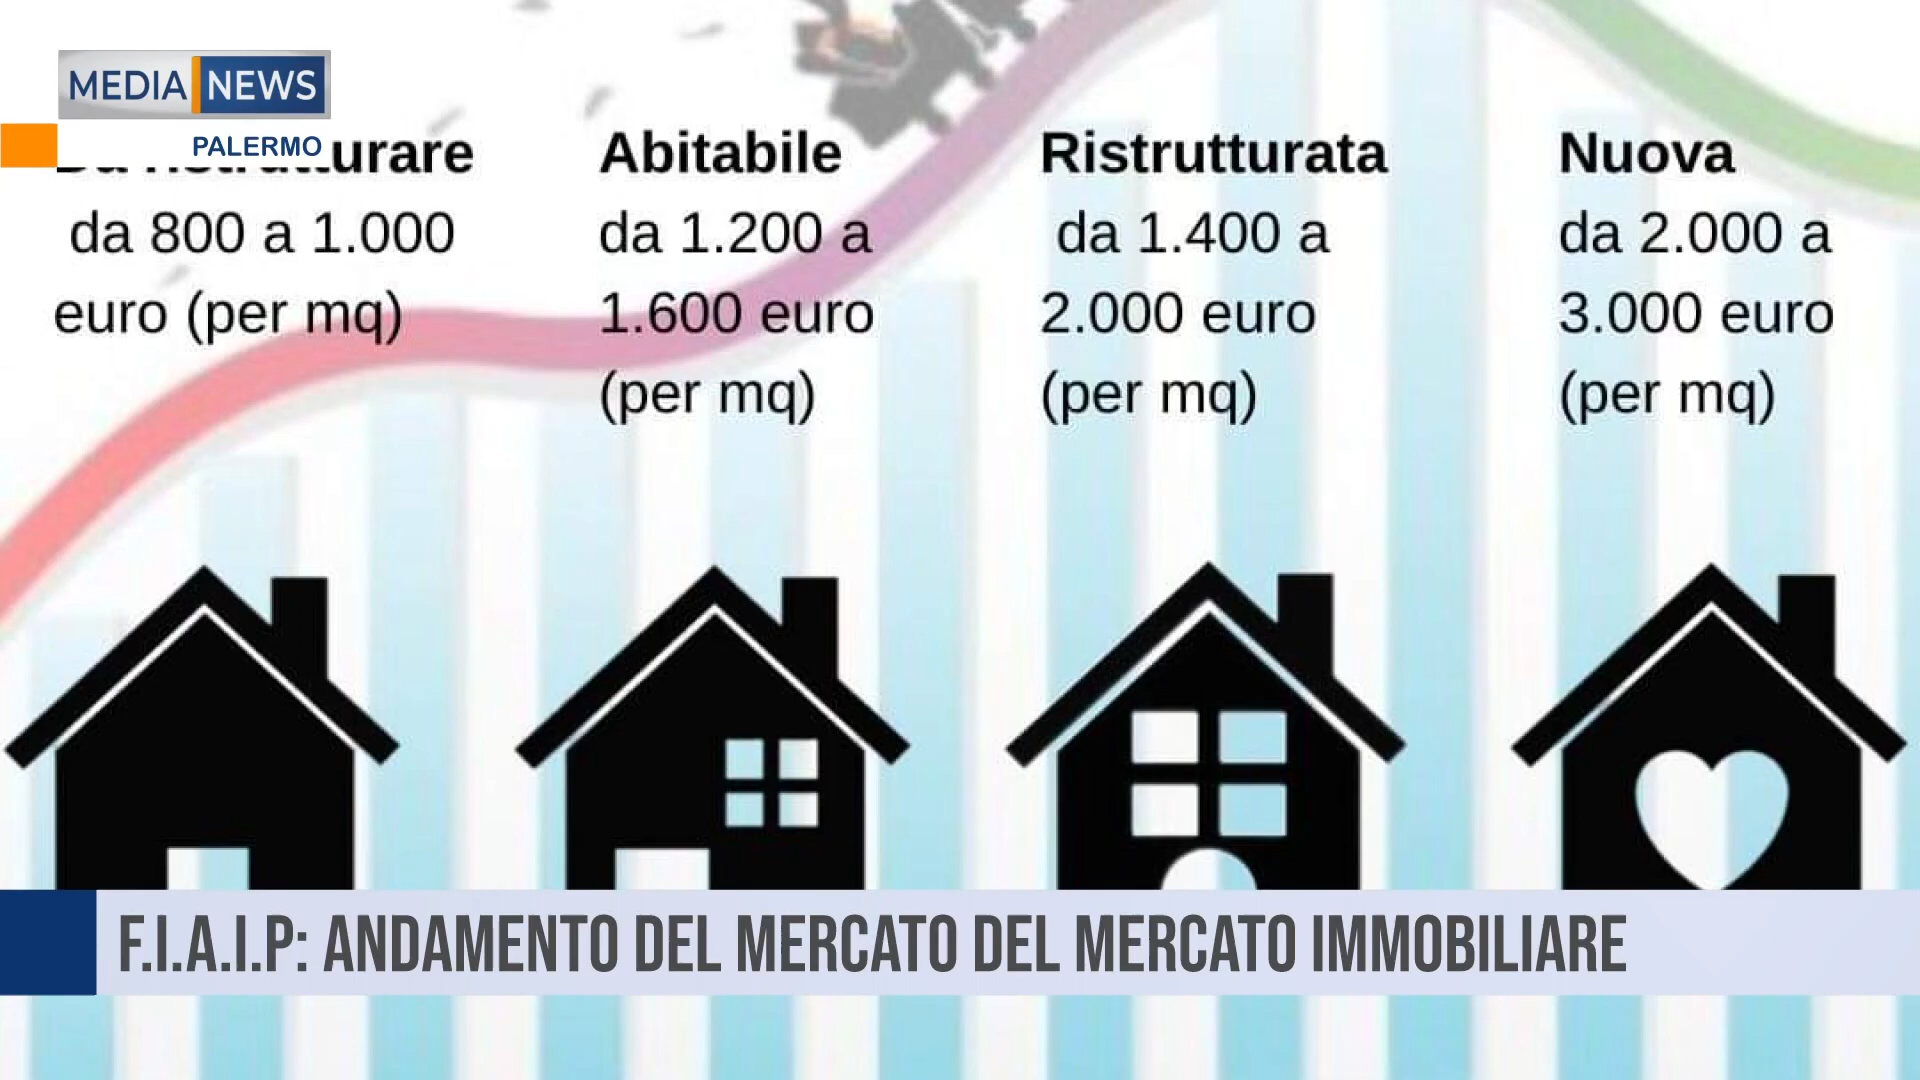 MEDIA NEWS
PALERMO
urare
da 800 a 1.000
euro (per mq)
Abitabile
da 1.200 a
1.600 euro
(per mq)
Ristrutturata
da 1.400 a
2.000 euro
(per mq)
Nuova
da 2.000 a
3.000 euro
(per mq)
F.I.A.I.P: ANDAMENTO DEL MERCATO DEL MERCATO IMMOBILIARE